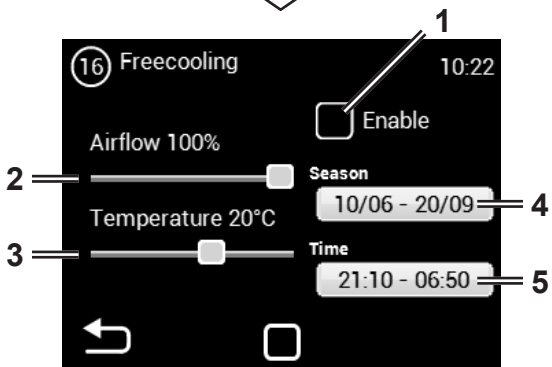 1
16 Freecooling 10:22
Enable
Airflow 100%
2
Season
10/06 - 20/09
4
Temperature 20°C
3
Time
21:10 - 06:50
5